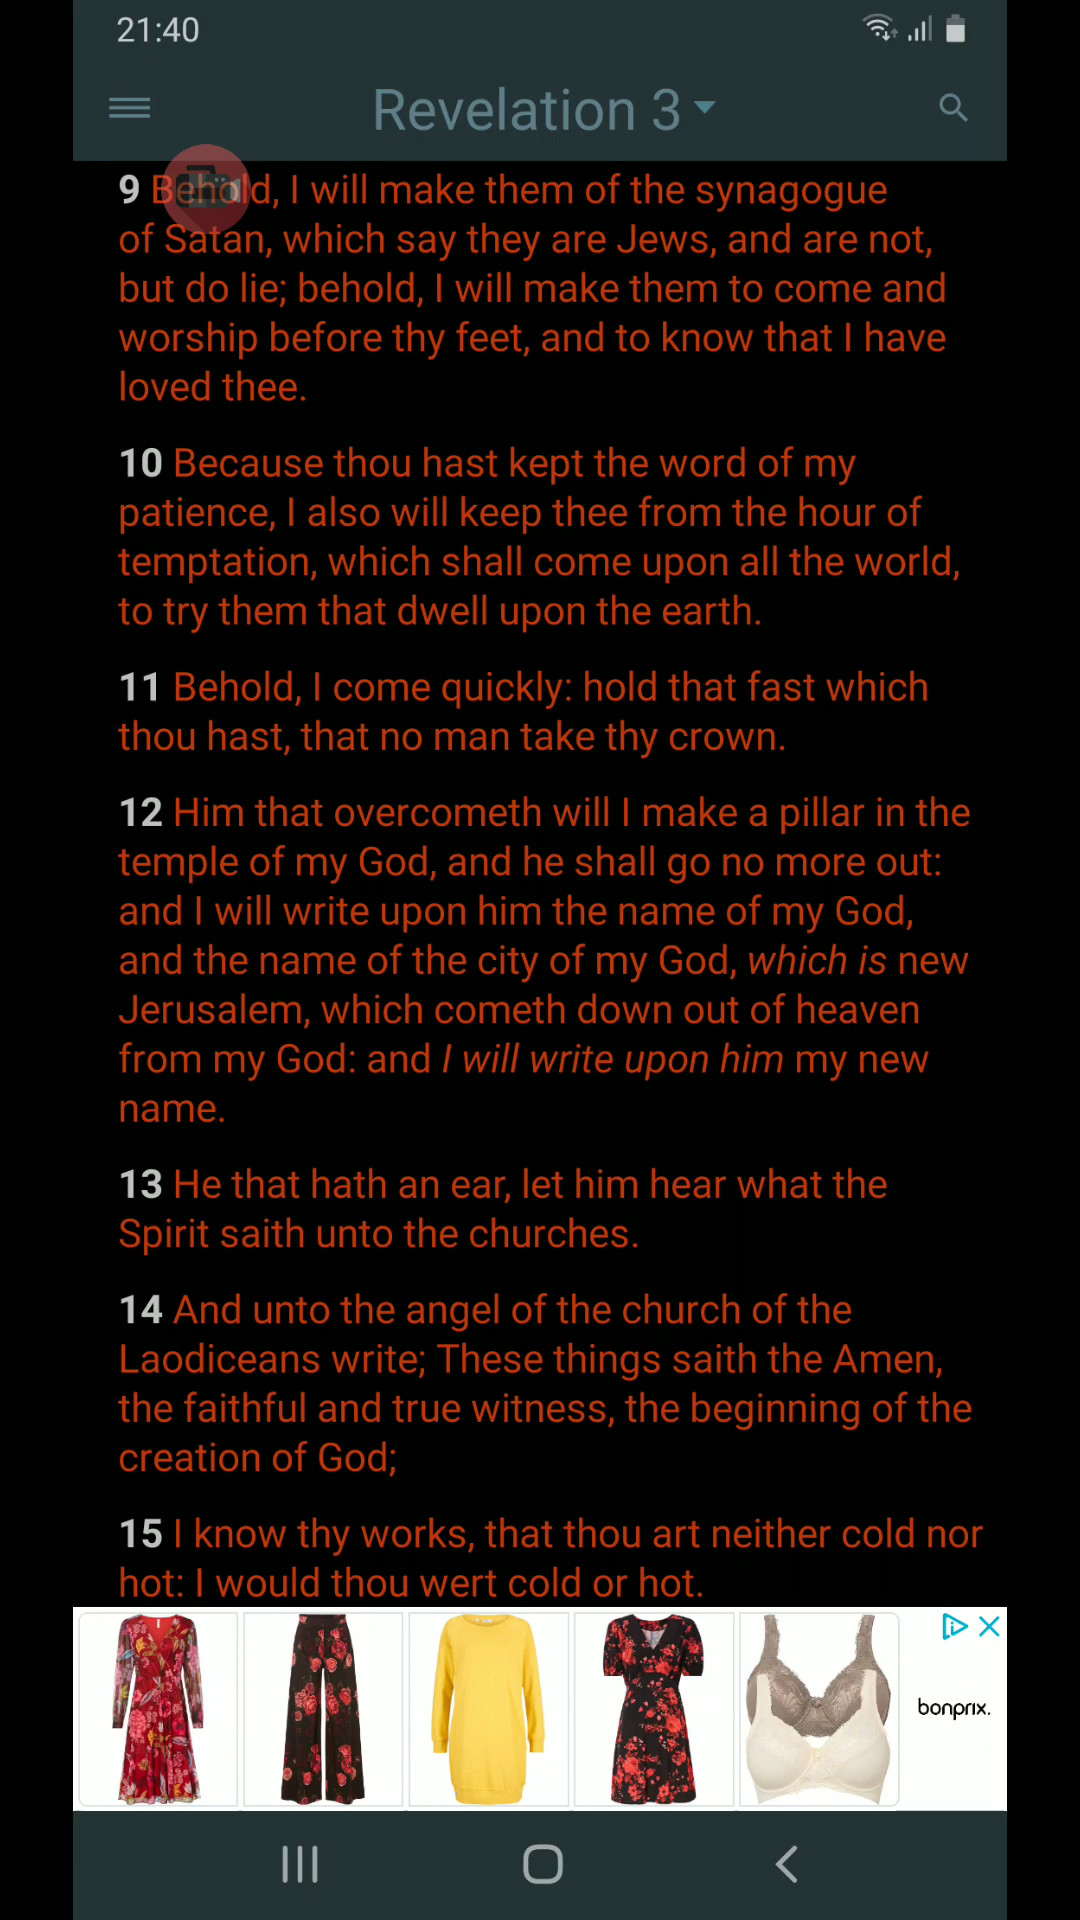 21:40
Revelation 3
9 Behold, I will make them of the synagogue
of Satan, which say they are Jews, and are not,
but do lie; behold, I will make them to come and
worship before thy feet, and to know that I have
loved thee.
10 Because thou hast kept the word of my
patience, I also will keep thee from the hour of
temptation, which shall come upon all the world,
to try them that dwell upon the earth.
11 Behold, I come quickly: hold that fast which
thou hast, that no man take thy crown.
12 Him that overcometh will I make a pillar in the
temple of my God, and he shall go no more out:
and I will write upon him the name of my God,
and the name of the city of my God, which is new
Jerusalem, which cometh down out of heaven
from my God: and I will write upon him my new
name.
13 He that hath an ear, let him hear what the
Spirit saith unto the churches.
14 And unto the angel of the church of the
Laodiceans write; These things saith the Amen,
the faithful and true witness, the beginning of the
creation of God;
15 I know thy works, that thou art neither cold nor
hot: I would thou wert cold or hot.
bonprix.